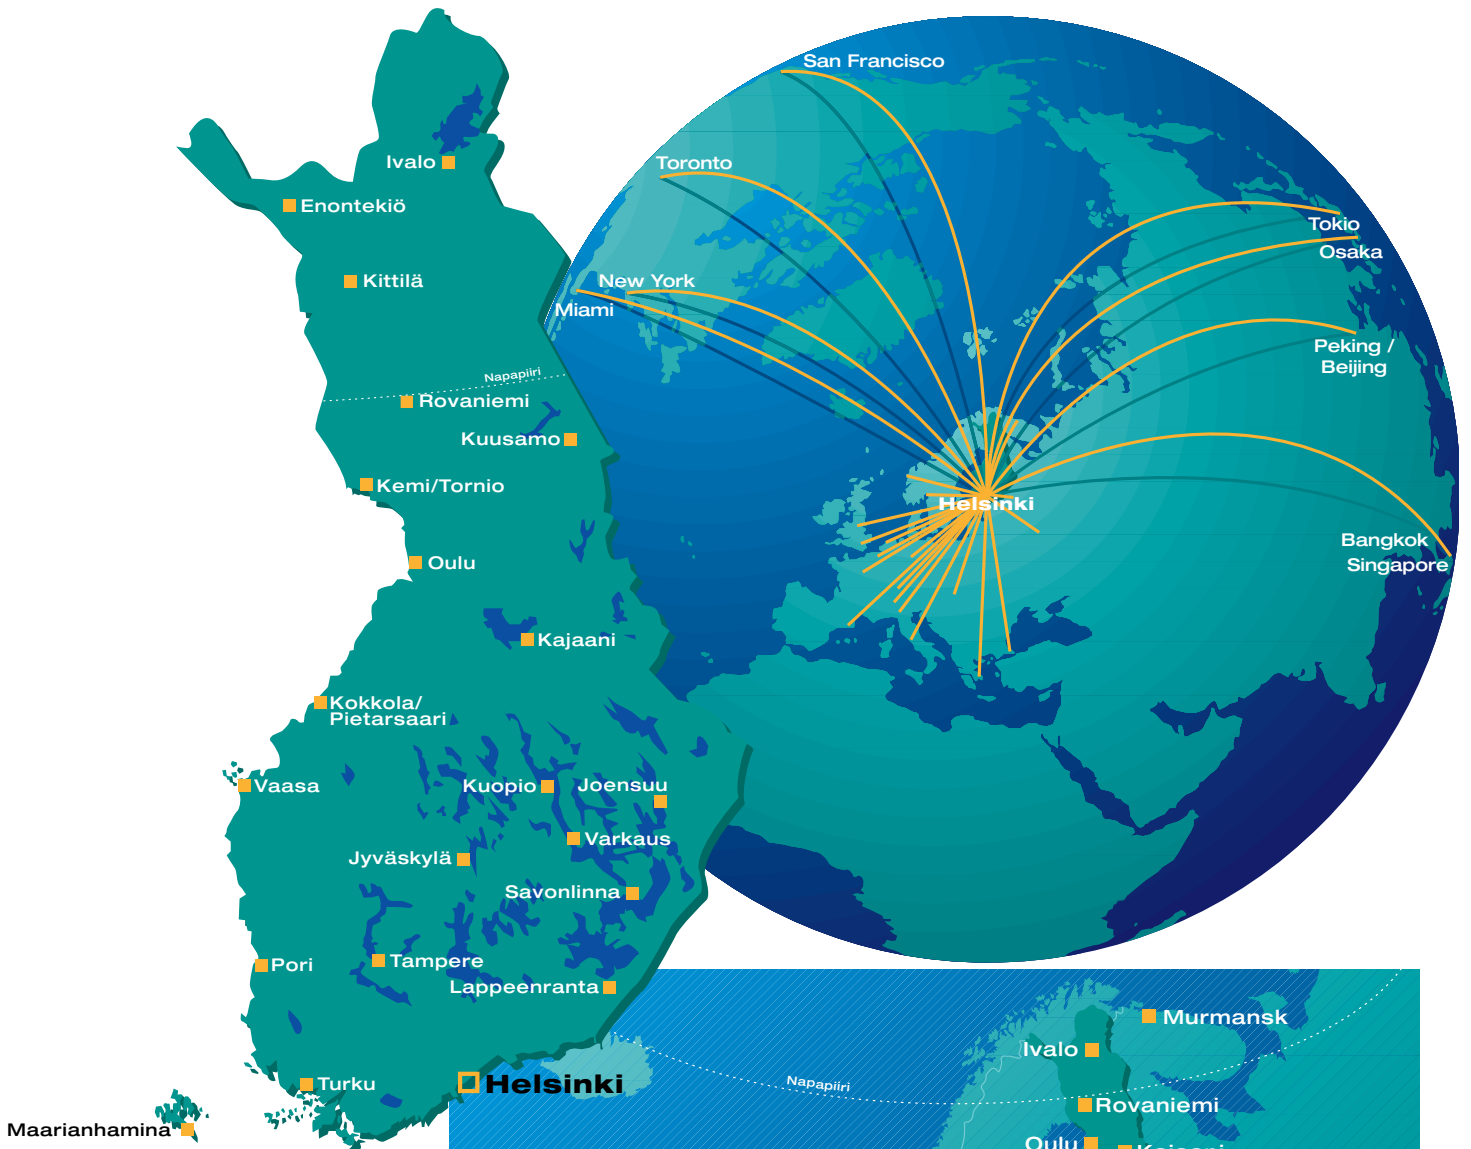 San Francisco
Toronto
New York
Miami
Tokio
Osaka
Peking /
Beijing
Helsinki
Bangkok
Singapore
Ivalo
Enontekiö
Kittilä
Napapiiri
Rovaniemi
Kuusamo
Kemi/Tornio
Oulu
Kajaani
Kokkola/
Pietarsaari
Vaasa
Kuopio
Joensuu
Varkaus
Jyväskylä
Savonlinna
Pori
Tampere
Lappeenranta
Turku
Helsinki
Maarianhamina
Murmansk
Ivalo
Napapiiri
Rovaniemi
Oulu
Kajaani